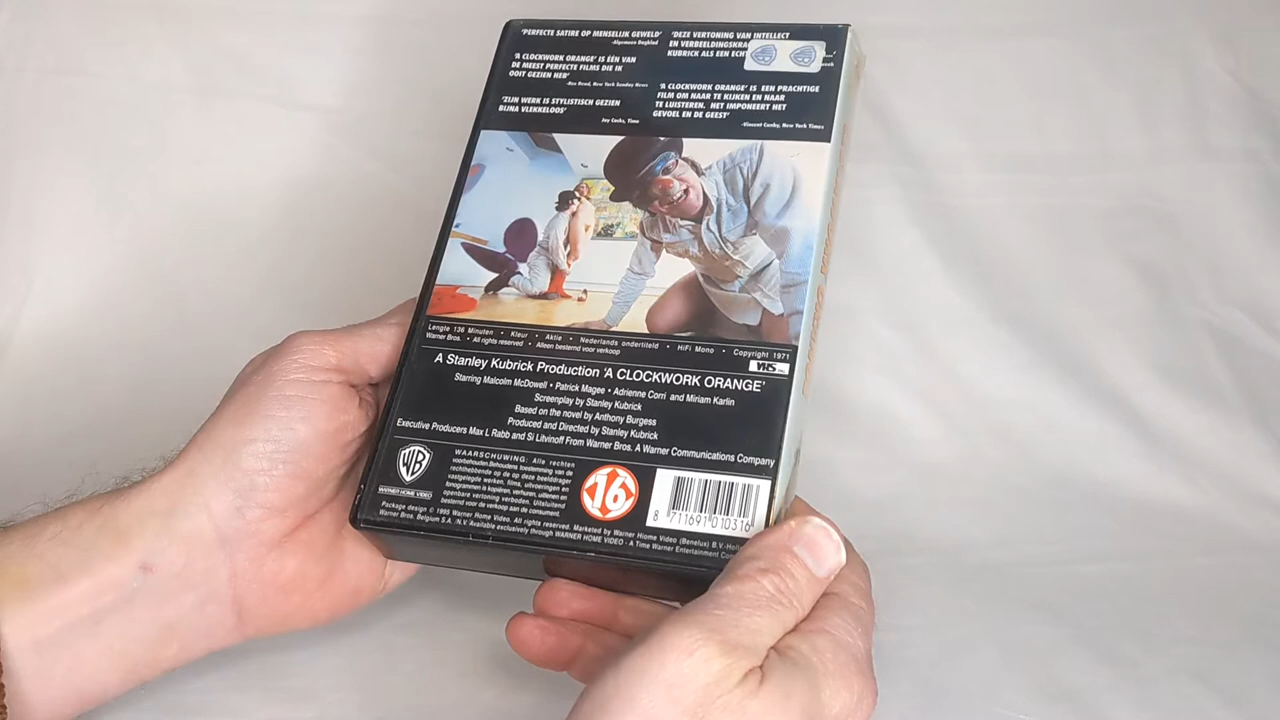 'PERFECTE SATIRE OP MENSELIJK GEWELD'
-Algemeen Dagblad
'A CLOCKWORK ORANGE' IS ÉÉN VAN
DE MEEST PERFECTE FILMS DIE IK
OOIT GEZIEN HEB'
-Rex Reed, New York Sunday News
'ZIJN WERK IS STYLISTISCH GEZIEN
BIJNA VLEKKELOOS'
Jay Cocks, Time
'DEZE VERTONING VAN INTELLECT
EN
KUBRICK ALS EEN
'A CLOCKWORK ORANGE' IS EEN PRACHTIGE
FILM OM NAAR TE KIJKEN EN NAAR
TE LUISTEREN. HET IMPONEERT HET
GEVOEL EN DE GEEST'
-Vincent Canby, New York Times
Lengte 136 Minuten • Kleur • Aktie • Nederlands ondertiteld • HiFi Mono • Copyright 1971
Warner Bros. • All rights reserved • Alleen bestemd voor verkoop
VHS
A Stanley Kubrick Production 'A CLOCKWORK ORANGE'
Starring Malcolm McDowell • Patrick Magee • Adrienne Corri and Miriam Karlin
Screenplay by Stanley Kubrick
Based on the novel by Anthony Burgess
Produced and Directed by Stanley Kubrick
Executive Producers Max L Rabb and Si Litvinoff From Warner Bros. A Warner Communications Company
WB
WARNER HOME VIDEO
WAARSCHUWING: Alle rechten
voorbehouden.Behoudens toestemming van de
rechthebbende op de op deze beelddrager
vastgelegde werken, films, uitvoeringen en
fonogrammen is kopiëren, verhuren, uitlenen en
openbare vertoning verboden. Uitsluitend
bestemd voor de verkoop aan de consument.
16
8 711691 010316
Package design © 1995 Warner Home Video. All rights reserved. Marketed by Warner Home Video (Benelux) B.V.
Warner Bros. Belgium S.A. /N.V. Available exclusively through WARNER HOME VIDEO - A Time Warner Entertainment